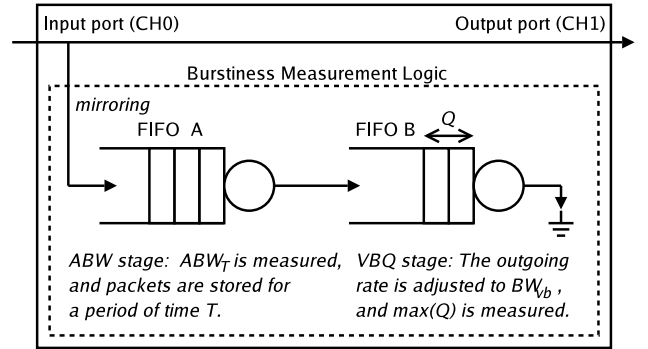 Input port (CH0)
Output port (CH1)
Burstiness Measurement Logic
mirroring
FIFO A
FIFO B
Q
ABW stage: ABW_T is measured,
and packets are stored for
a period of time T.
VBQ stage: The outgoing
rate is adjusted to BW_vb ,
and max(Q) is measured.